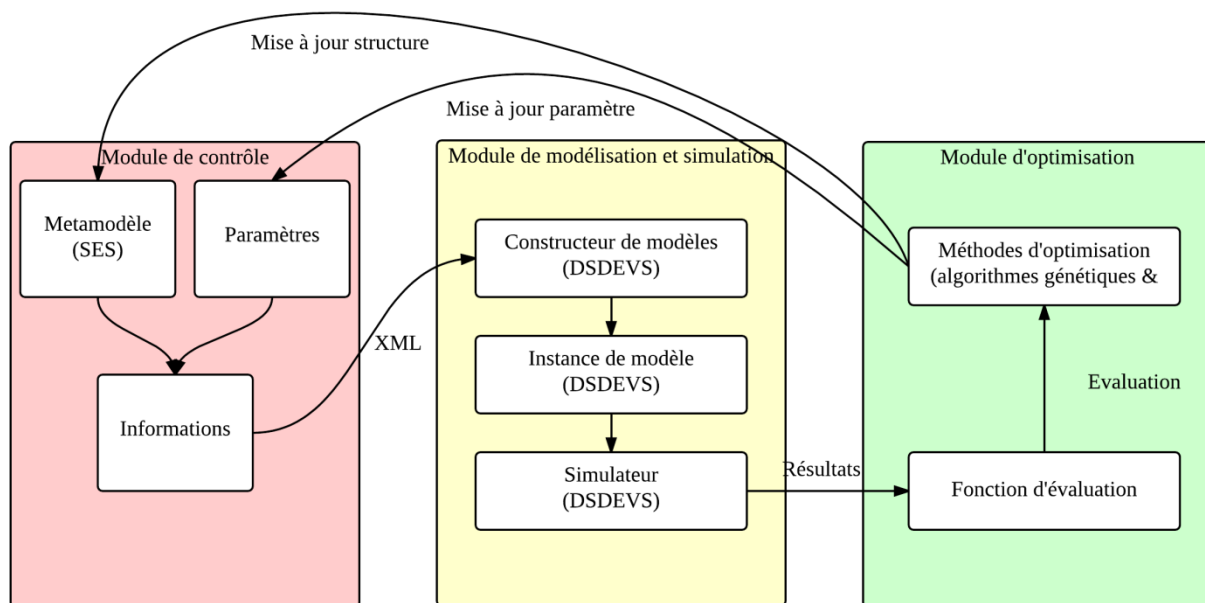 Mise à jour structure
Mise à jour paramètre
Module de contrôle
Metamodèle
(SES)
Paramètres
Informations
XML
Module de modélisation et simulation
Constructeur de modèles
(DSDEVS)
Instance de modèle
(DSDEVS)
Simulateur
(DSDEVS)
Résultats
Module d'optimisation
Méthodes d'optimisation
(algorithmes génétiques &
Evaluation
Fonction d'évaluation